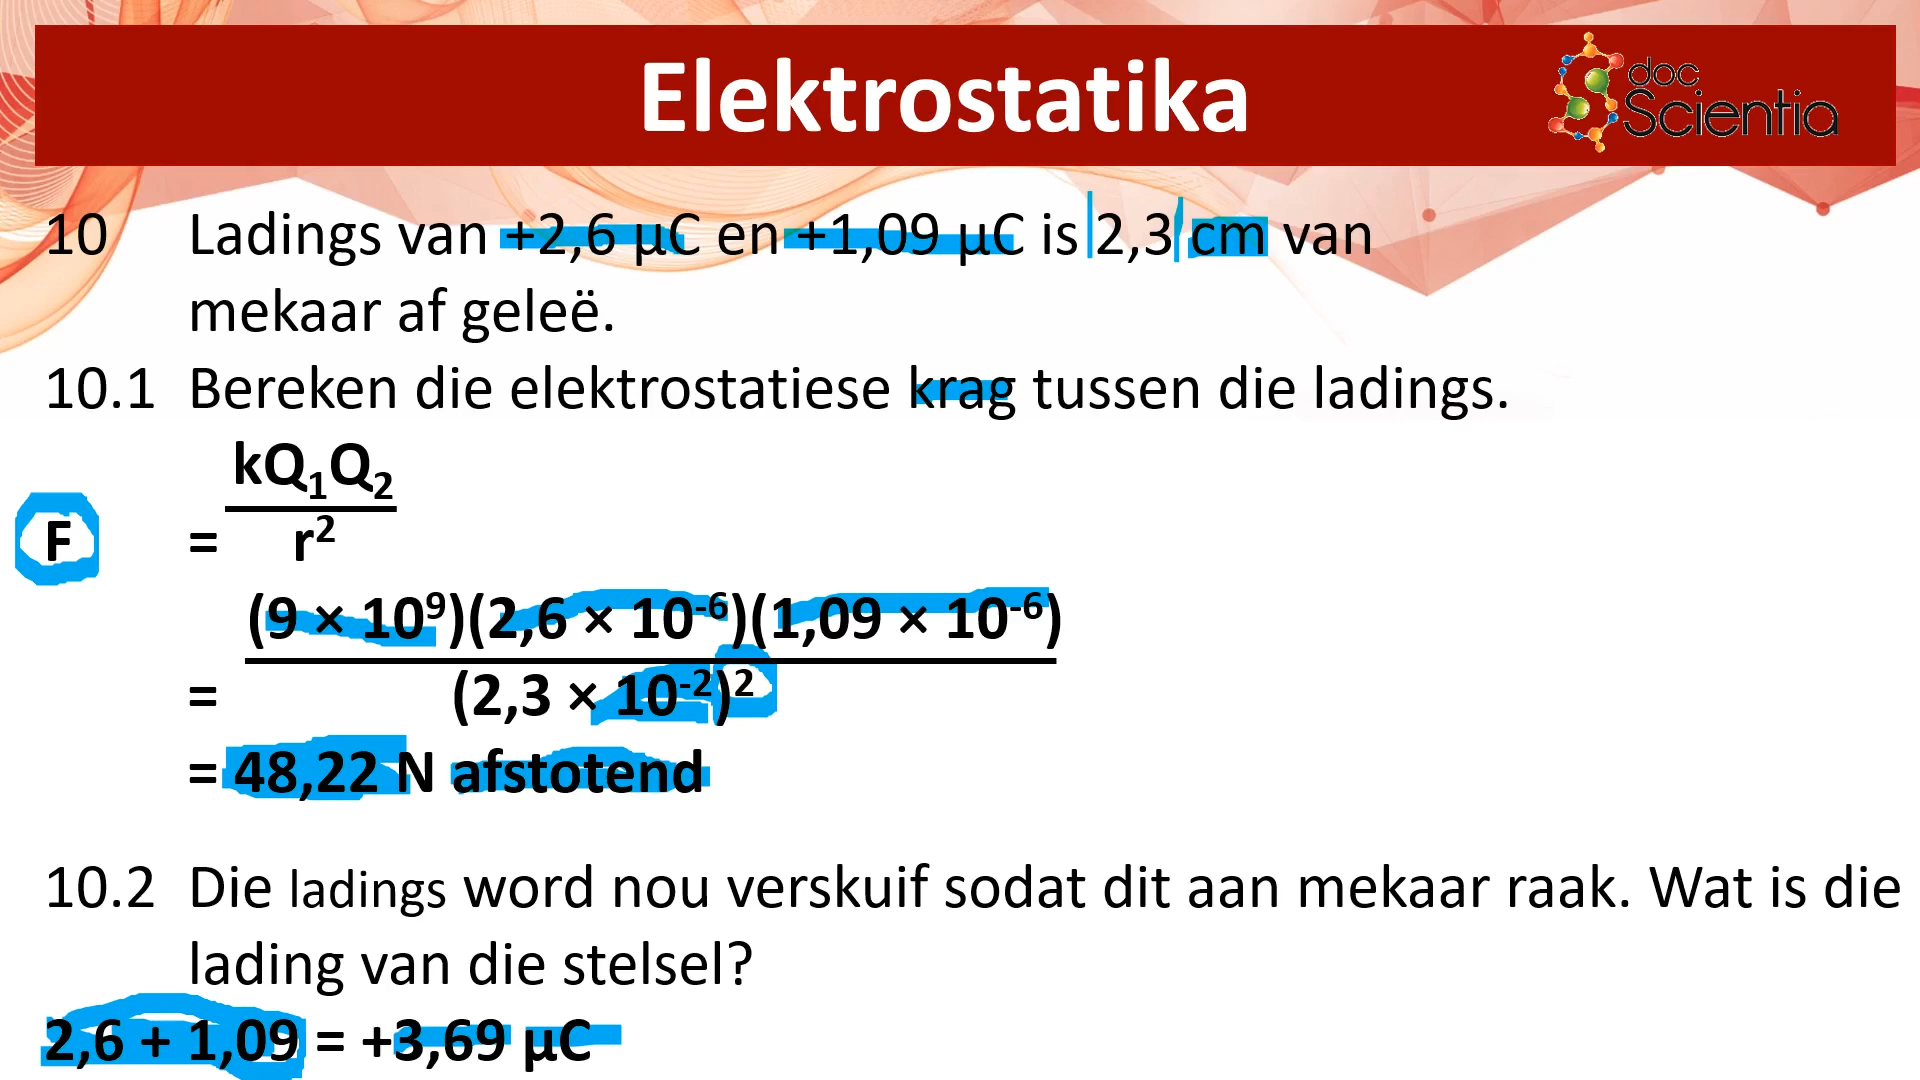 Elektrostatika
doc
Scientia
10 Ladings van +2,6 µC en +1,09 µC is 2,3 cm van
mekaar af geleë.
10.1 Bereken die elektrostatiese krag tussen die ladings.
kQ₁Q₂
F = r²
(9 × 10⁹)(2,6 × 10⁻⁶)(1,09 × 10⁻⁶)
= (2,3 × 10⁻²)²
= 48,22 N afstotend
10.2 Die ladings word nou verskuif sodat dit aan mekaar raak. Wat is die
lading van die stelsel?
2,6 + 1,09 = +3,69 µC